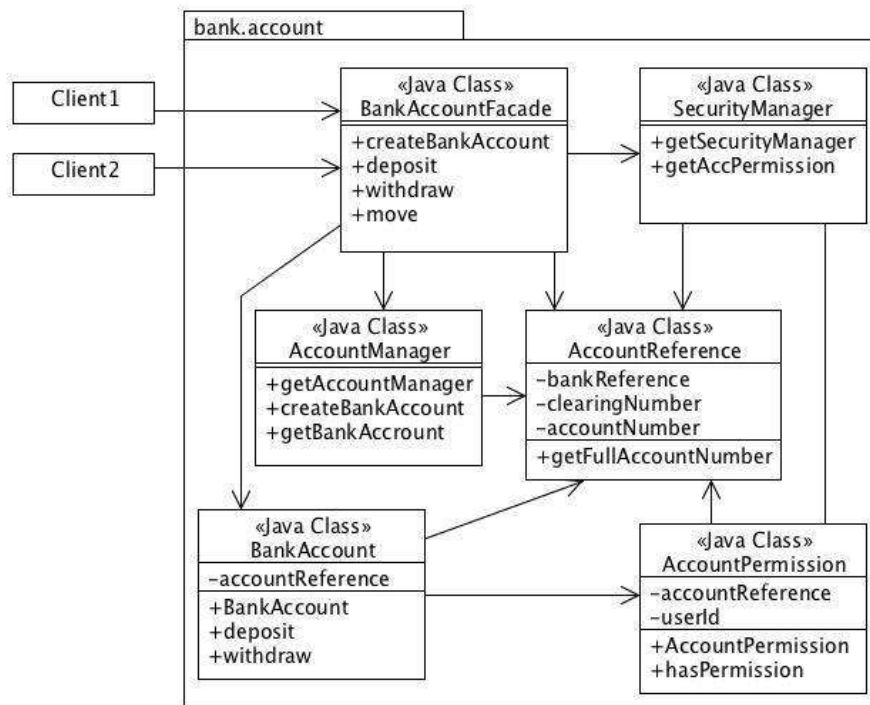 bank.account
Client1
Client2
«Java Class»
BankAccountFacade
+createBankAccount
+deposit
+withdraw
+move
«Java Class»
SecurityManager
+getSecurityManager
+getAccPermission
«Java Class»
AccountManager
+getAccountManager
+createBankAccount
+getBankAccrount
«Java Class»
AccountReference
-bankReference
-clearingNumber
-accountNumber
+getFullAccountNumber
«Java Class»
BankAccount
-accountReference
+BankAccount
+deposit
+withdraw
«Java Class»
AccountPermission
-accountReference
-userId
+AccountPermission
+hasPermission